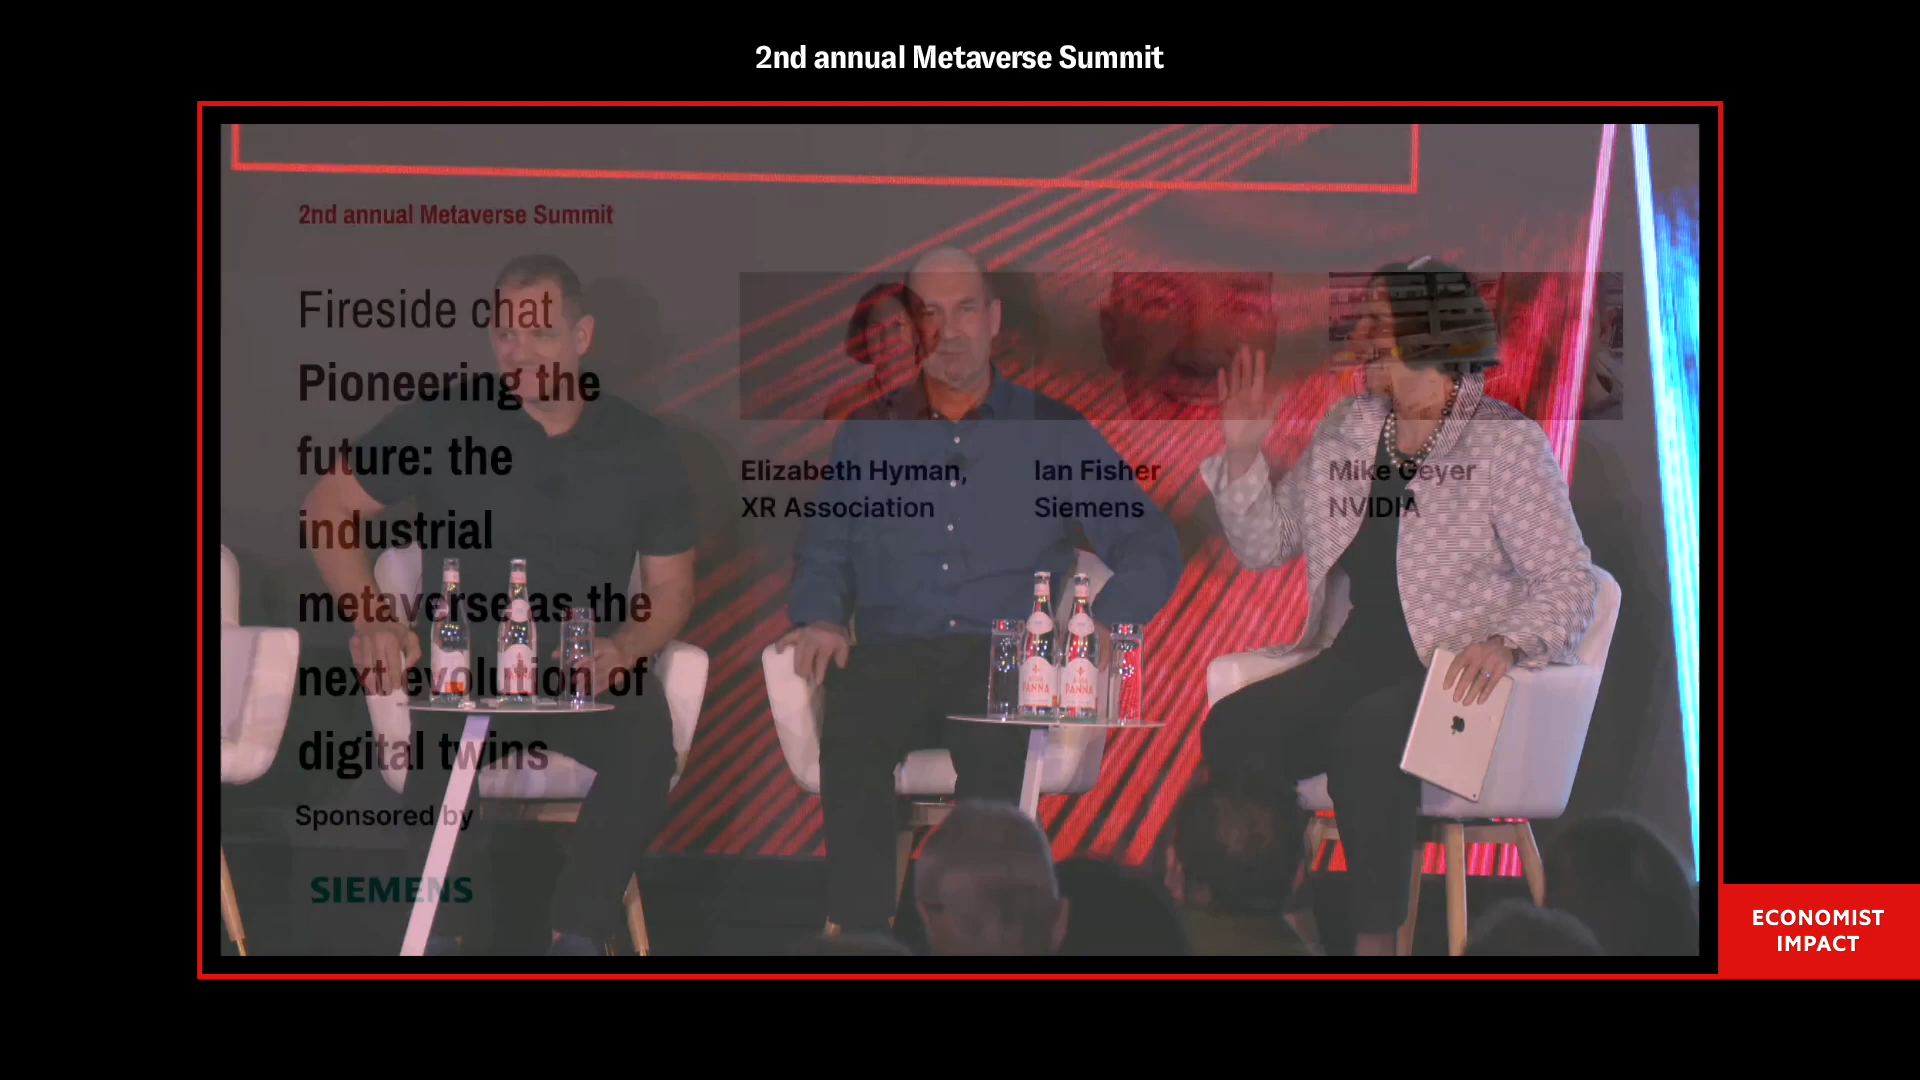 2nd annual Metaverse Summit
2nd annual Metaverse Summit
Fireside chat
Pioneering the
future: the
industrial
metaverse as the
next evolution of
digital twins
Sponsored by
SIEMENS
Elizabeth Hyman,
XR Association
Ian Fisher
Siemens
Mike Geyer
NVIDIA
PANNA
PANNA
ECONOMIST
IMPACT